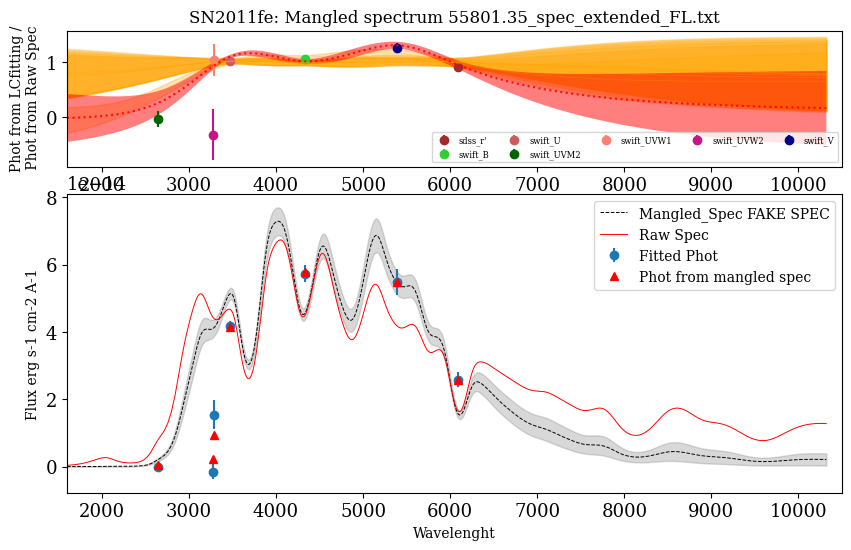 SN2011fe: Mangled spectrum 55801.35_spec_extended_FL.txt
Phot from LCfitting /
Phot from Raw Spec
1
0
sdss_r'
swift_U
swift_UVW1
swift_UVW2
swift_V
swift_B
swift_UVM2
2000 3000 4000 5000 6000 7000 8000 9000 10000
8
6
4
2
0
Flux erg s-1 cm-2 A-1
Mangled_Spec FAKE SPEC
Raw Spec
Fitted Phot
Phot from mangled spec
2000 3000 4000 5000 6000 7000 8000 9000 10000
Wavelenght